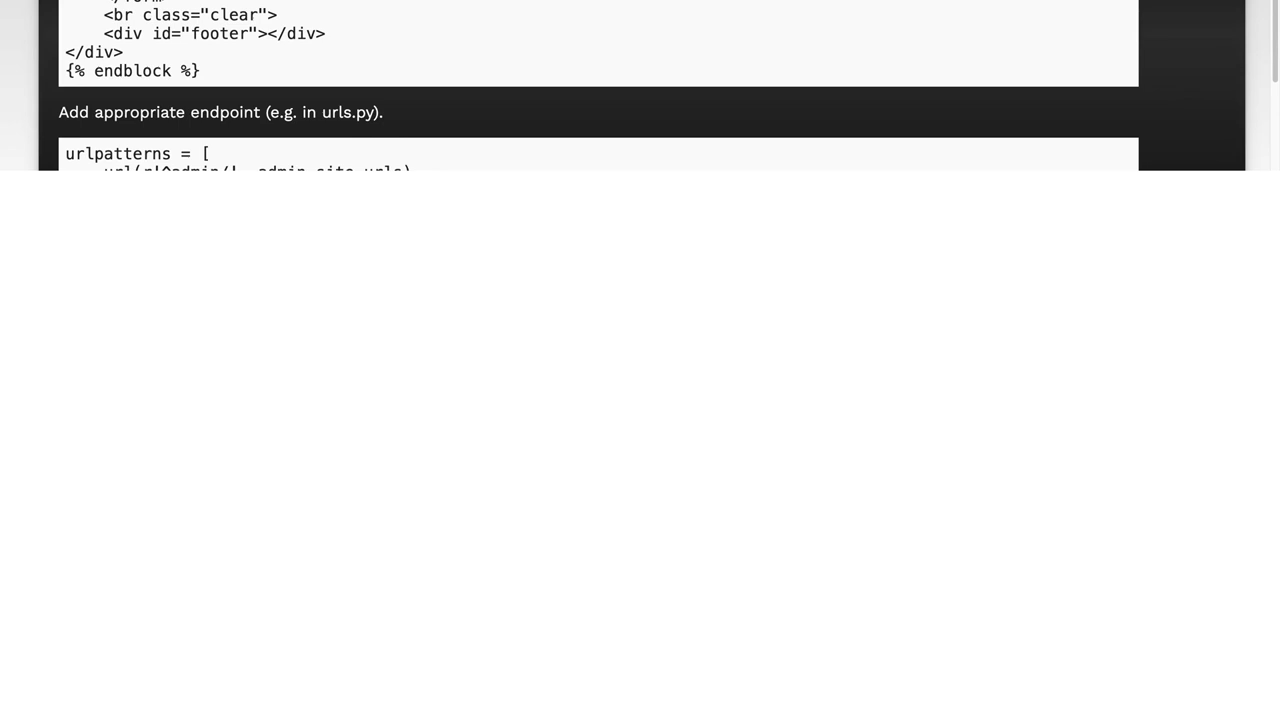 <br class="clear">
<div id="footer"></div>
</div>
{% endblock %}
Add appropriate endpoint (e.g. in urls.py).
urlpatterns = [